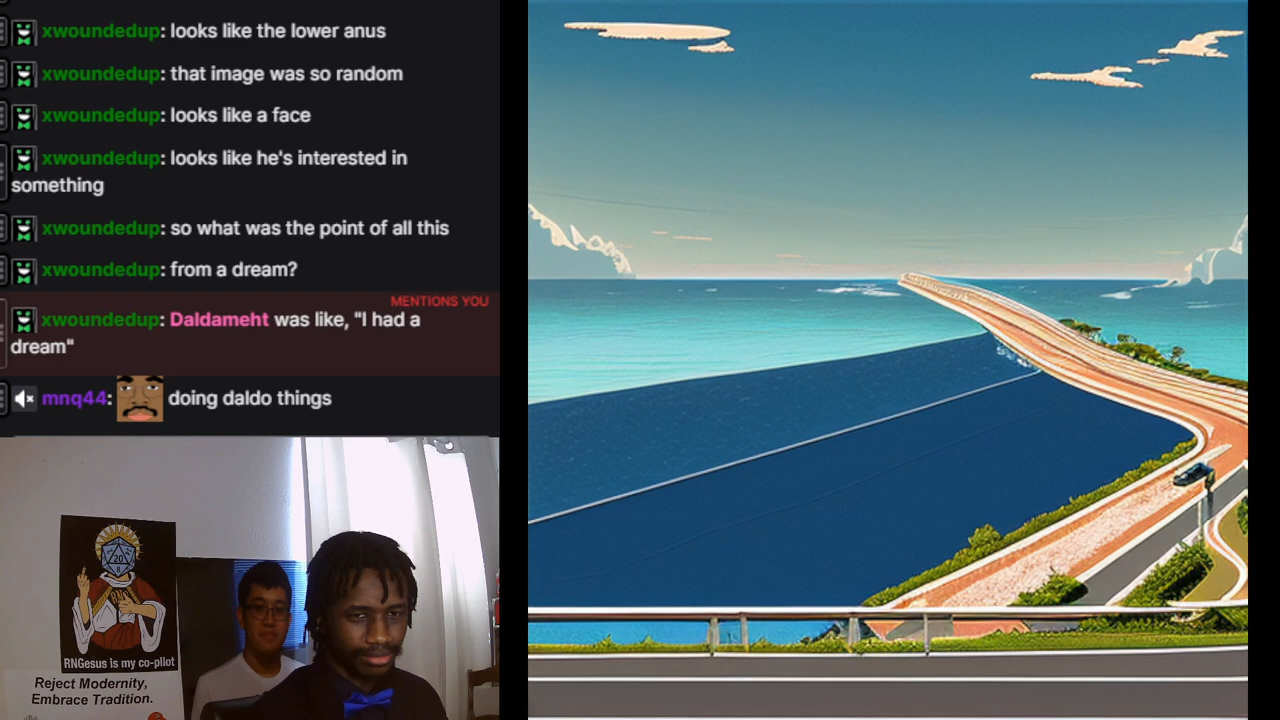 xwoundedup: looks like the lower anus
xwoundedup: that image was so random
xwoundedup: looks like a face
xwoundedup: looks like he's interested in
something
xwoundedup: so what was the point of all this
xwoundedup: from a dream?
MENTIONS YOU
xwoundedup: Daldameht was like, "I had a
dream"
mnq44: doing daldo things
20
8
RNGesus is my co-pilot
Reject Modernity,
Embrace Tradition.